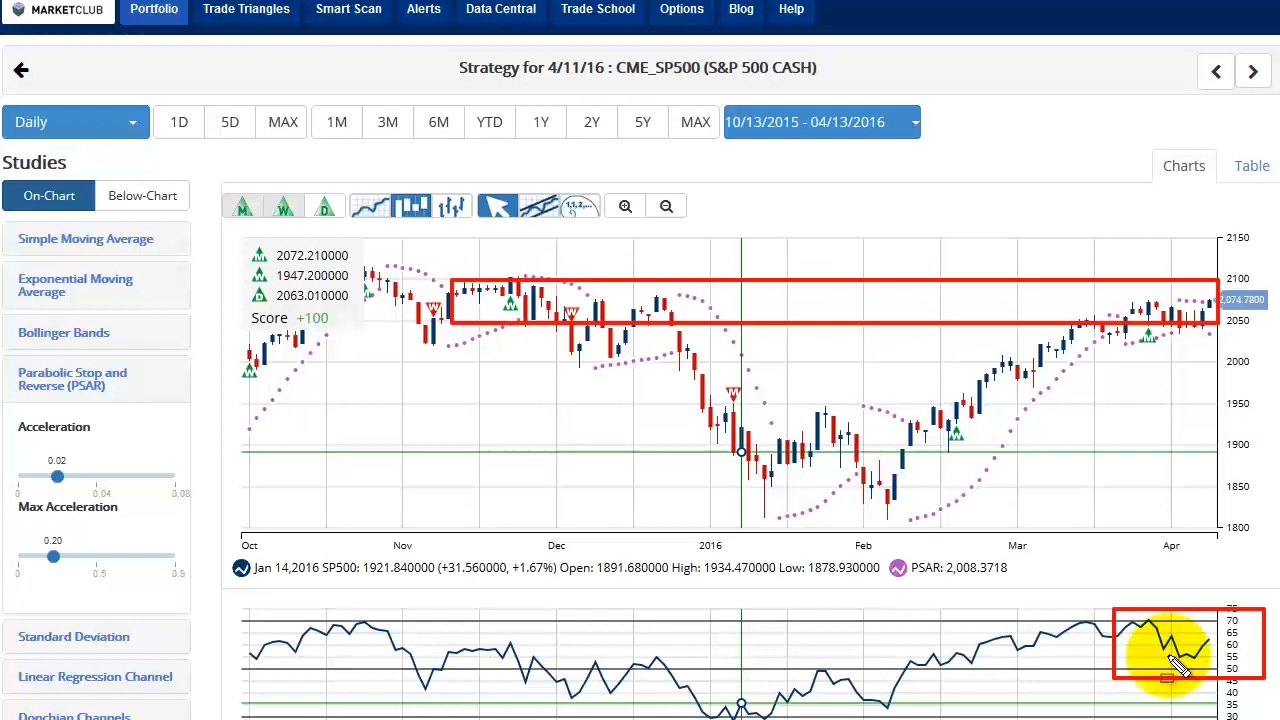 MARKETCLUB Portfolio Trade Triangles Smart Scan Alerts Data Central Trade School Options Blog Help
Strategy for 4/11/16 : CME_SP500 (S&P 500 CASH)
Daily 1D 5D MAX 1M 3M 6M YTD 1Y 2Y 5Y MAX 10/13/2015 - 04/13/2016
Studies
Charts Table
On-Chart Below-Chart
M W D 1,1,2,...
Simple Moving Average
Exponential Moving
Average
Bollinger Bands
Parabolic Stop and
Reverse (PSAR)
Acceleration
0.02
0 0.04 0.08
Max Acceleration
0.20
0 0.5 0.9
Standard Deviation
Linear Regression Channel
Donchian Channels
M 2072.210000
W 1947.200000
D 2063.010000
Score +100
W W W W W W W
2150
2100
2,074.7800
2050
2000
1950
1900
1850
1800
Oct Nov Dec 2016 Feb Mar Apr
Jan 14,2016 SP500: 1921.840000 (+31.560000, +1.67%) Open: 1891.680000 High: 1934.470000 Low: 1878.930000 PSAR: 2,008.3718
75
70
65
60
55
50
45
40
35
30